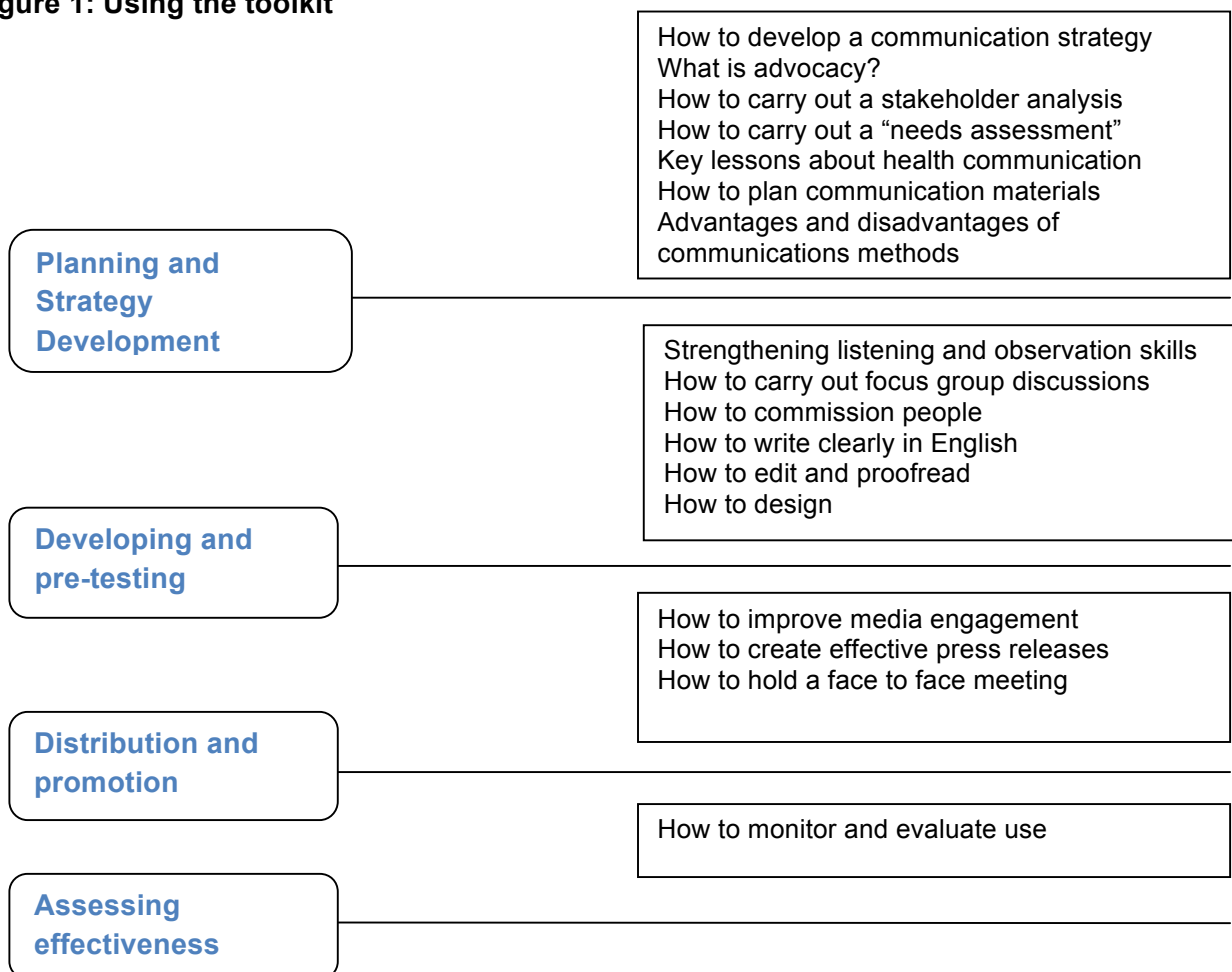 gure 1: Using the toolkit
How to develop a communication strategy
What is advocacy?
How to carry out a stakeholder analysis
How to carry out a “needs assessment”
Key lessons about health communication
How to plan communication materials
Advantages and disadvantages of
communications methods
Planning and
Strategy
Development
Strengthening listening and observation skills
How to carry out focus group discussions
How to commission people
How to write clearly in English
How to edit and proofread
How to design
Developing and
pre-testing
How to improve media engagement
How to create effective press releases
How to hold a face to face meeting
Distribution and
promotion
How to monitor and evaluate use
Assessing
effectiveness